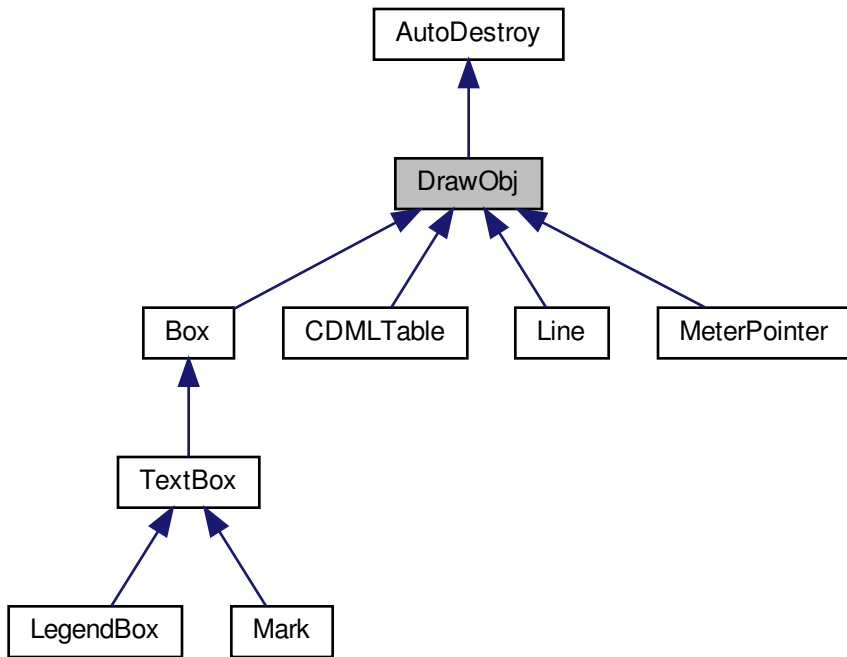 AutoDestroy
DrawObj
Box
CDMLTable
Line
MeterPointer
TextBox
LegendBox
Mark